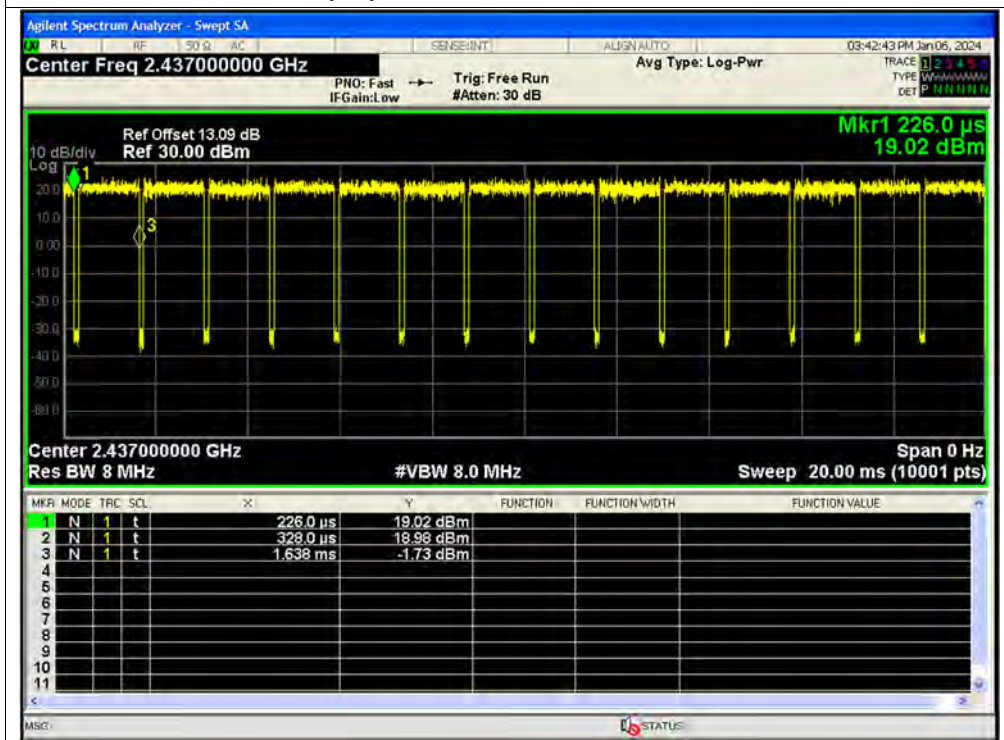 Agilent Spectrum Analyzer - Swept SA
RL RF 50 Ω AC SENSE:INT ALIGN AUTO 03:42:43 PM Jan 06, 2024
Center Freq 2.437000000 GHz Avg Type: Log-Pwr TRACE 1 2 3 4 5 6
PNO: Fast Trig: Free Run TYPE
IFGain:Low #Atten: 30 dB DET P N N N N N
Mkr1 226.0 µs
Ref Offset 13.09 dB
10 dB/div Ref 30.00 dBm 19.02 dBm
Log
1
20.0
10.0
3
0.00
-10.0
-20.0
-30.0
-40.0
-50.0
-60.0
Center 2.437000000 GHz Span 0 Hz
Res BW 8 MHz #VBW 8.0 MHz Sweep 20.00 ms (10001 pts)
MKR MODE TRC SCL X Y FUNCTION FUNCTION WIDTH FUNCTION VALUE
1 N 1 t 226.0 µs 19.02 dBm
2 N 1 t 328.0 µs 18.98 dBm
3 N 1 t 1.638 ms -1.73 dBm
4
5
6
7
8
9
10
11
MSG STATUS